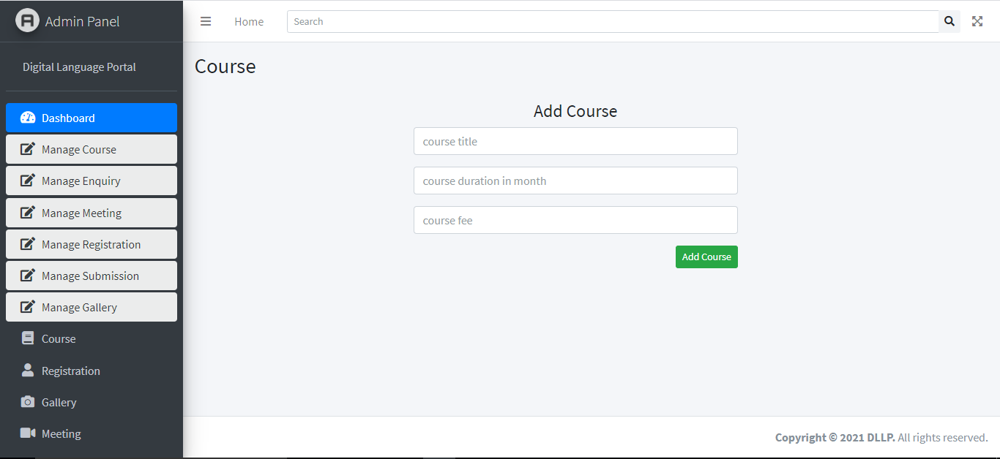 Admin Panel
Home
Search
Digital Language Portal
Dashboard
Manage Course
Manage Enquiry
Manage Meeting
Manage Registration
Manage Submission
Manage Gallery
Course
Registration
Gallery
Meeting
Course
Add Course
course title
course duration in month
course fee
Add Course
Copyright © 2021 DLLP. All rights reserved.